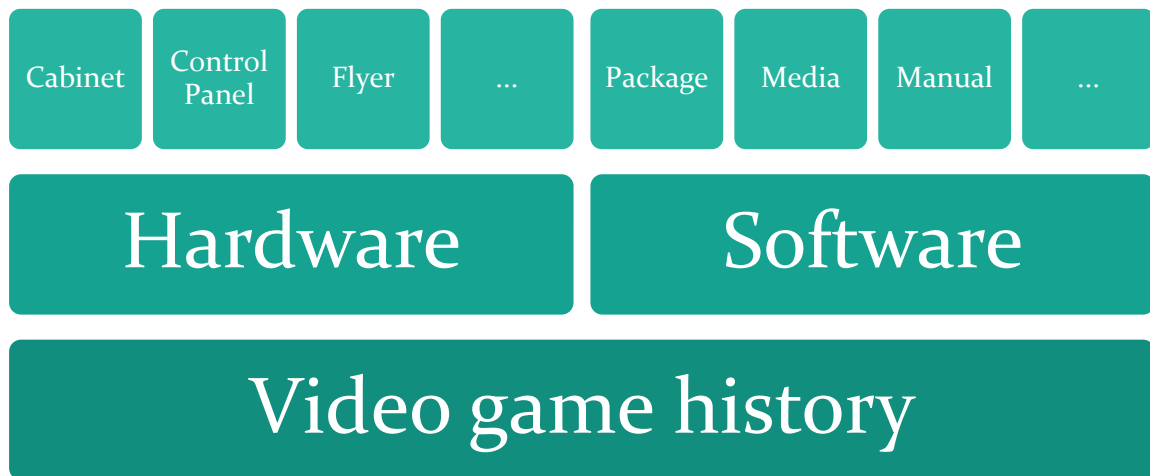 Cabinet
Control
Panel
Flyer
...
Package
Media
Manual
...
Hardware
Software
Video game history